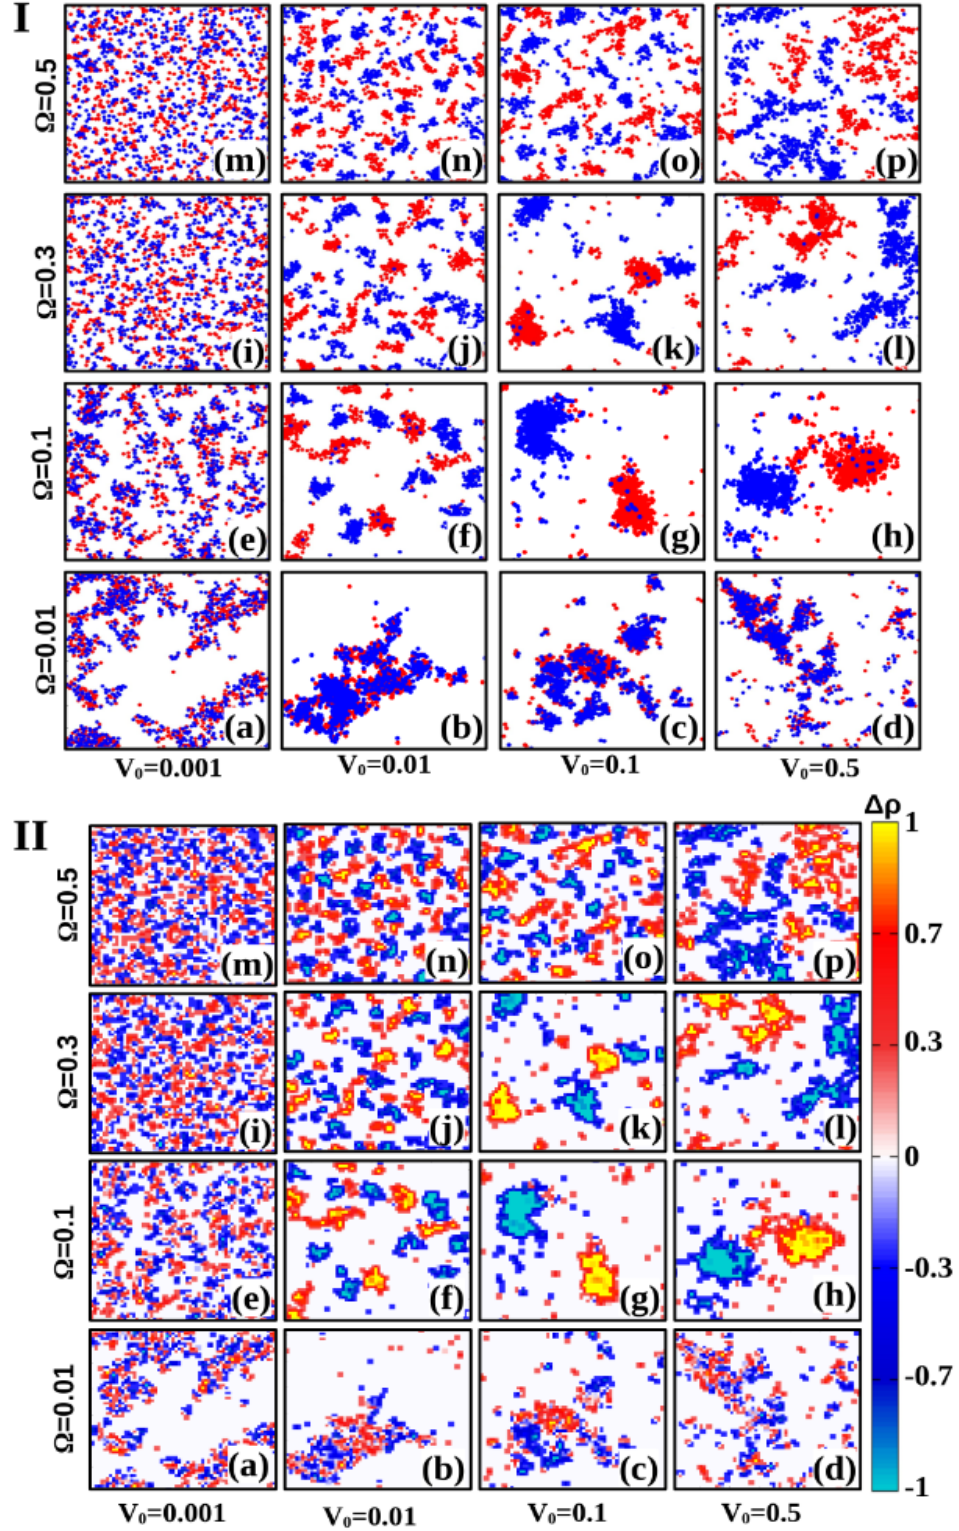 I
Ω=0.5
(m) (n) (o) (p)
Ω=0.3
(i) (j) (k) (l)
Ω=0.1
(e) (f) (g) (h)
Ω=0.01
(a) (b) (c) (d)
V₀=0.001 V₀=0.01 V₀=0.1 V₀=0.5
II
Δρ
1
0.7
0.3
0
-0.3
-0.7
-1
Ω=0.5
(m) (n) (o) (p)
Ω=0.3
(i) (j) (k) (l)
Ω=0.1
(e) (f) (g) (h)
Ω=0.01
(a) (b) (c) (d)
V₀=0.001 V₀=0.01 V₀=0.1 V₀=0.5